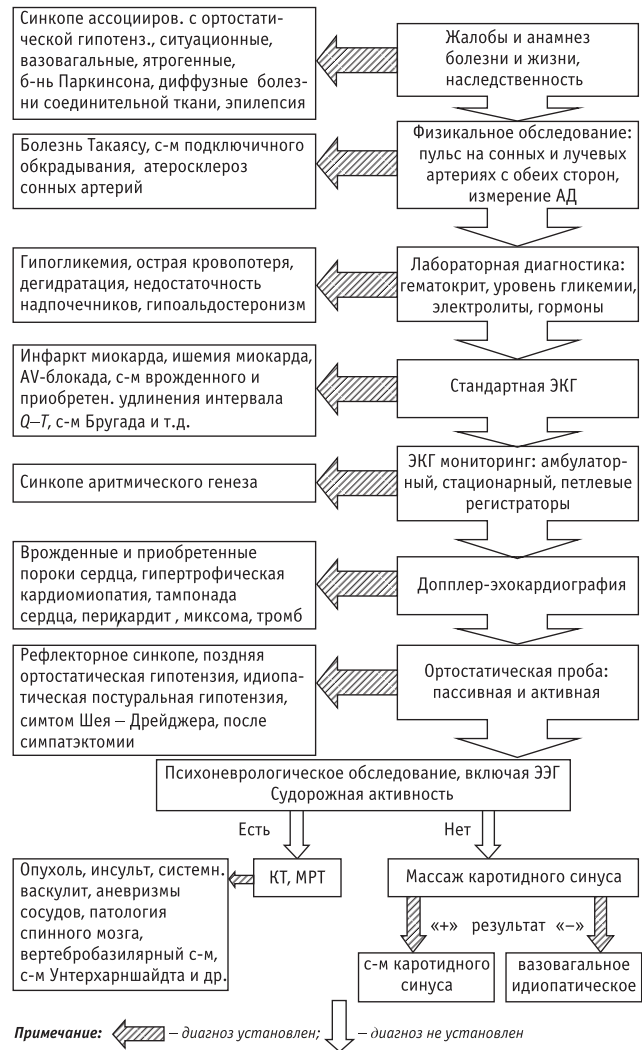 Синкопе ассоцииров. с ортостати-
ческой гипотенз., ситуационные,
вазовагальные, ятрогенные,
б-нь Паркинсона, диффузные болез-
ни соединительной ткани, эпилепсия
Жалобы и анамнез
болезни и жизни,
наследственность
Болезнь Такаясу, с-м подключичного
обкрадывания, атеросклероз
сонных артерий
Физикальное обследование:
пульс на сонных и лучевых
артериях с обеих сторон,
измерение АД
Гипогликемия, острая кровопотеря,
дегидратация, недостаточность
надпочечников, гипоальдостеронизм
Лабораторная диагностика:
гематокрит, уровень гликемии,
электролиты, гормоны
Инфаркт миокарда, ишемия миокарда,
AV-блокада, с-м врожденного и
приобретен. удлинения интервала
Q–T, с-м Бругада и т.д.
Стандартная ЭКГ
Синкопе аритмического генеза
ЭКГ мониторинг: амбулатор-
ный, стационарный, петлевые
регистраторы
Врожденные и приобретенные
пороки сердца, гипертрофическая
кардиомиопатия, тампонада
сердца, перикардит , миксома, тромб
Допплер-эхокардиография
Рефлекторное синкопе, поздняя
ортостатическая гипотензия, идиопа-
тическая постуральная гипотензия,
симтом Шея – Дрейджера, после
симпатэктомии
Ортостатическая проба:
пассивная и активная
Психоневрологическое обследование, включая ЭЭГ
Судорожная активность
Есть
Нет
Опухоль, инсульт, системн.
васкулит, аневризмы
сосудов, патология
спинного мозга,
вертебробазилярный с-м,
с-м Унтерхарншайдта и др.
КТ, МРТ
Массаж каротидного синуса
«+» результат «–»
с-м каротидного
синуса
вазовагальное
идиопатическое
Примечание: – диагноз установлен; – диагноз не установлен